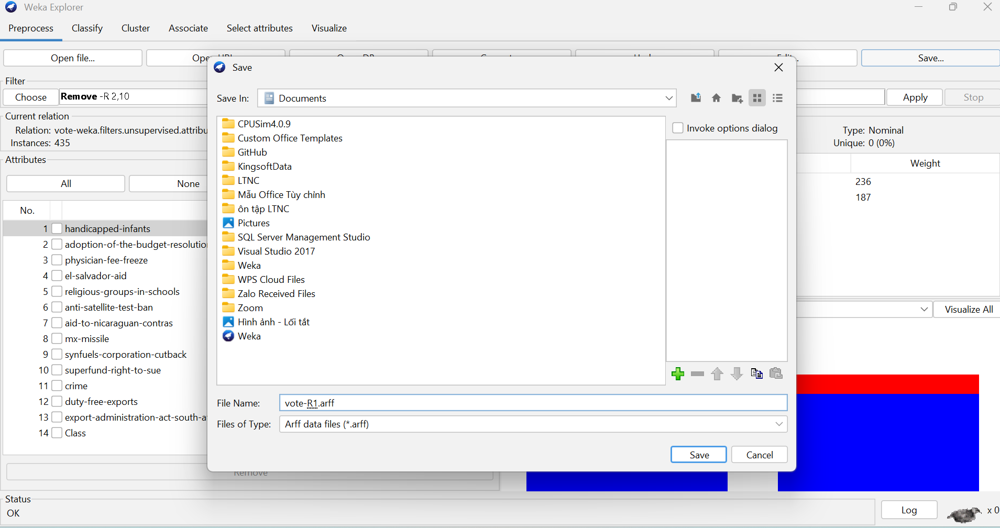 Weka Explorer
Preprocess Classify Cluster Associate Select attributes Visualize
Open file... Save...
Save
Filter
Choose Remove -R 2,10 Apply Stop
Save In: Documents
Current relation
Relation: vote-weka.filters.unsupervised.attribu
Instances: 435
Type: Nominal
Unique: 0 (0%)
Attributes
All None
No.
1 handicapped-infants
2 adoption-of-the-budget-resolutio
3 physician-fee-freeze
4 el-salvador-aid
5 religious-groups-in-schools
6 anti-satellite-test-ban
7 aid-to-nicaraguan-contras
8 mx-missile
9 synfuels-corporation-cutback
10 superfund-right-to-sue
11 crime
12 duty-free-exports
13 export-administration-act-south-a
14 Class
Remove
CPUSim4.0.9
Custom Office Templates
GitHub
KingsoftData
LTNC
Mẫu Office Tùy chỉnh
ôn tập LTNC
Pictures
SQL Server Management Studio
Visual Studio 2017
Weka
WPS Cloud Files
Zalo Received Files
Zoom
Hình ảnh - Lối tắt
Weka
Invoke options dialog
File Name: vote-R1.arff
Files of Type: Arff data files (*.arff)
Save Cancel
Weight
236
187
Visualize All
Status
OK
Log x 0